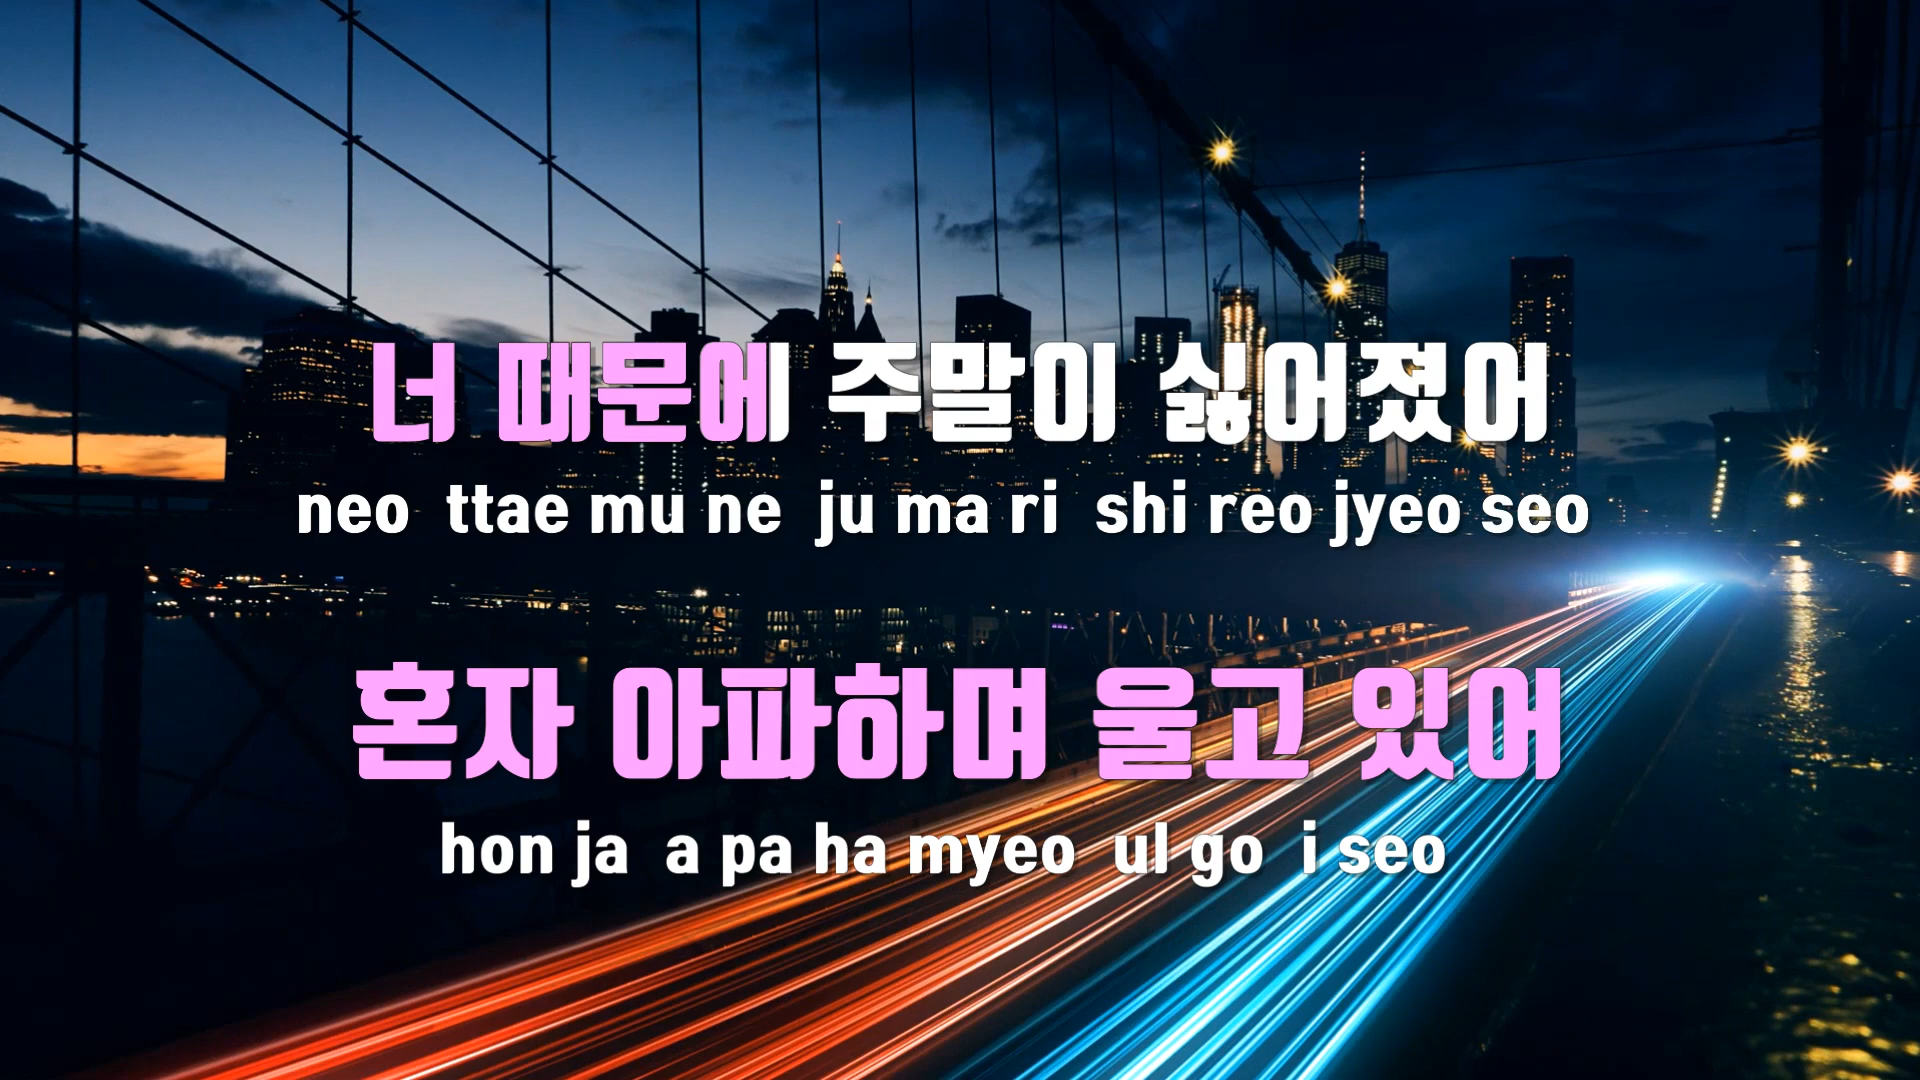 너 때문에 주말이 싫어졌어
neo ttae mu ne ju ma ri shi reo jyeo seo
혼자 아파하며 울고 있어
hon ja a pa ha myeo ul go i seo